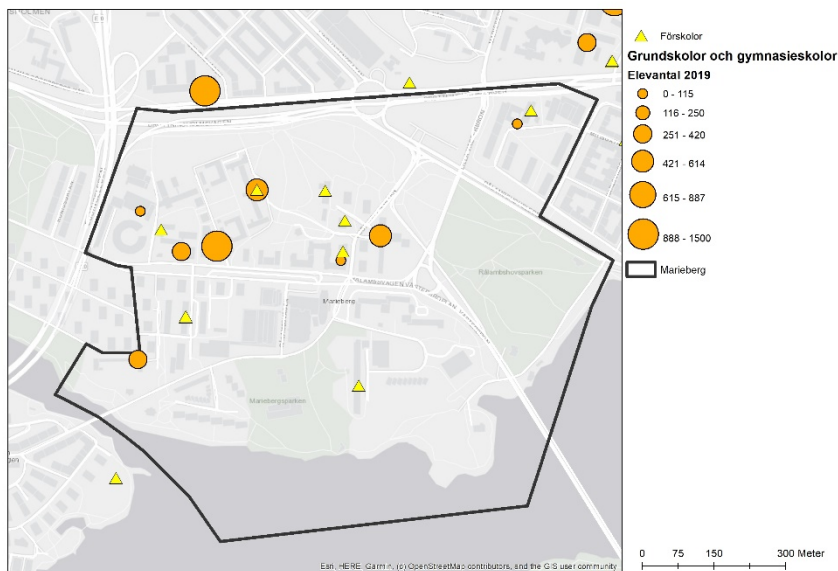 Förskolor
Grundskolor och gymnasieskolor
Elevantal 2019
0 - 115
116 - 250
251 - 420
421 - 614
615 - 887
888 - 1500
Marieberg
E 4
Rålambshovsparken
Marieberg
Mariebergsparken
Esri, HERE, Garmin, (c) OpenStreetMap contributors, and the GIS user community
0 75 150 300 Meter